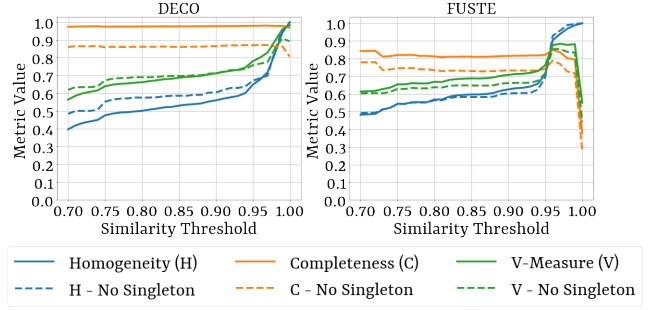 DECO
FUSTE
Metric Value
1.0
0.9
0.8
0.7
0.6
0.5
0.4
0.3
0.2
0.1
0.0
0.70 0.75 0.80 0.85 0.90 0.95 1.00
Similarity Threshold
Metric Value
1.0
0.9
0.8
0.7
0.6
0.5
0.4
0.3
0.2
0.1
0.0
0.70 0.75 0.80 0.85 0.90 0.95 1.00
Similarity Threshold
Homogeneity (H) Completeness (C) V-Measure (V)
H - No Singleton C - No Singleton V - No Singleton